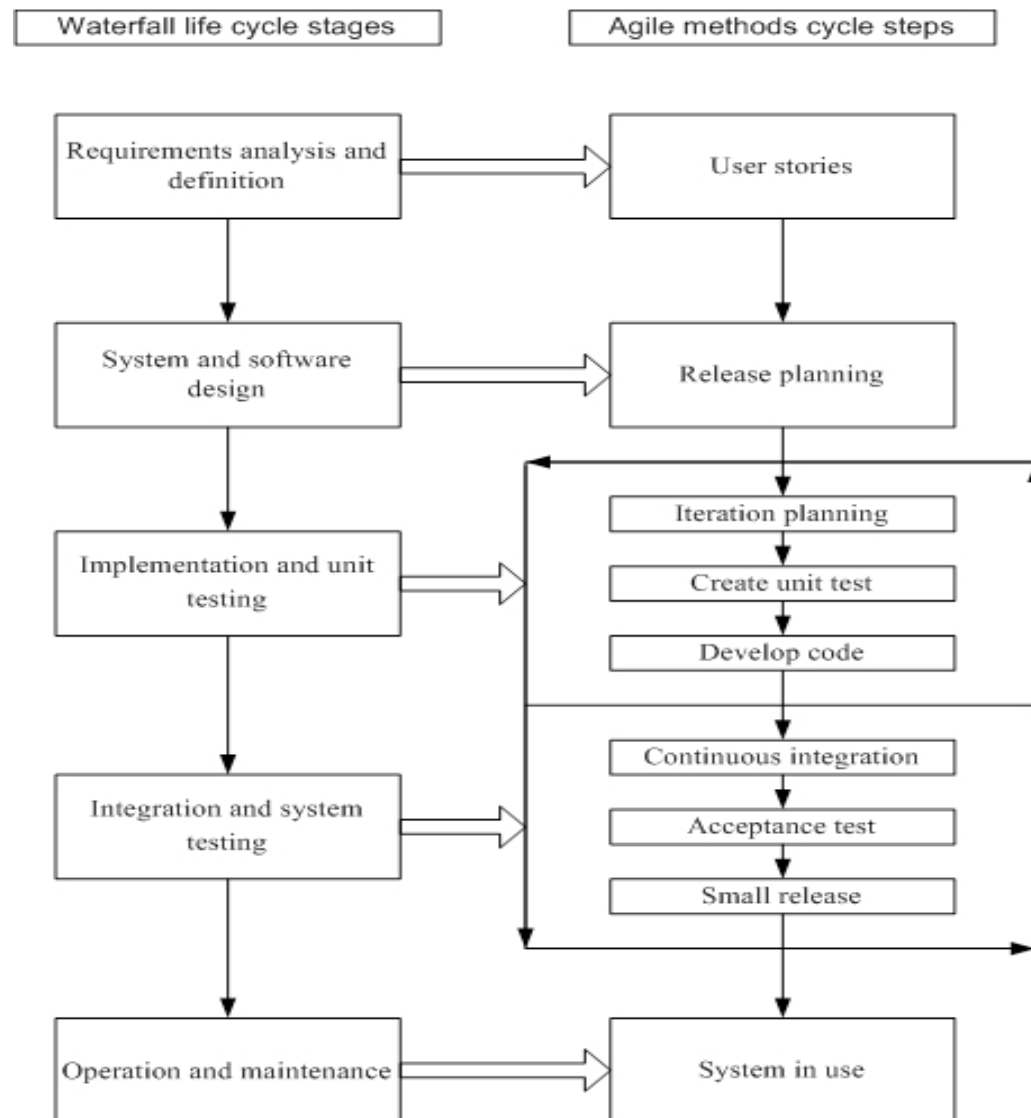 Waterfall life cycle stages
Agile methods cycle steps
Requirements analysis and
definition
User stories
System and software
design
Release planning
Iteration planning
Implementation and unit
testing
Create unit test
Develop code
Continuous integration
Integration and system
testing
Acceptance test
Small release
Operation and maintenance
System in use